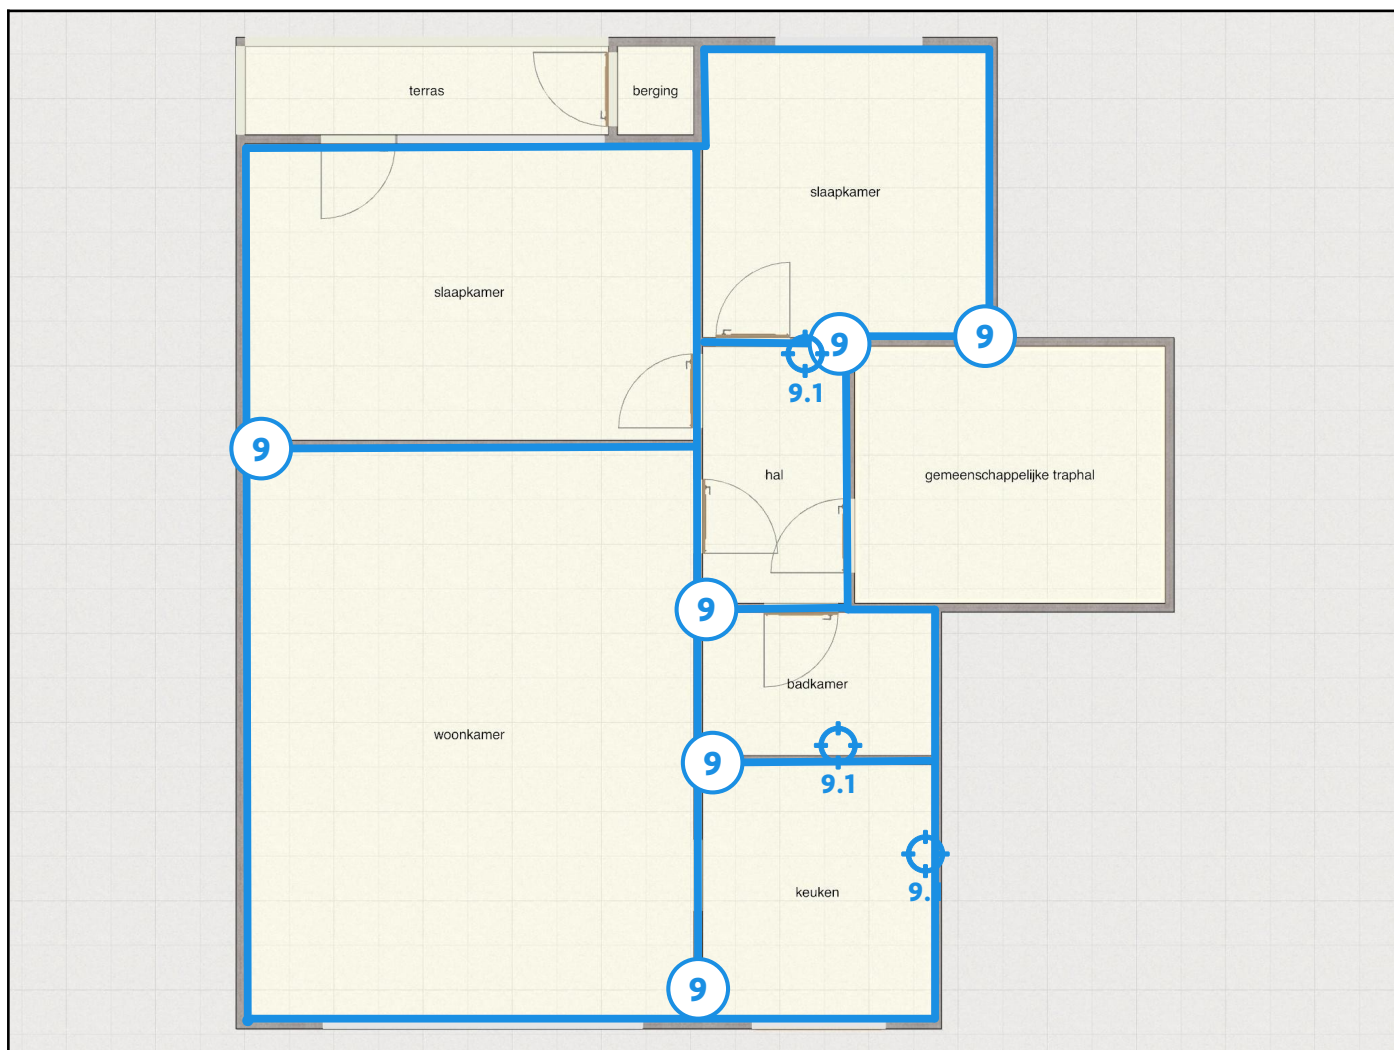 terras
berging
slaapkamer
slaapkamer
9
9
9.1
9
hal
gemeenschappelijke traphal
9
badkamer
woonkamer
9
9.1
keuken
9.
9